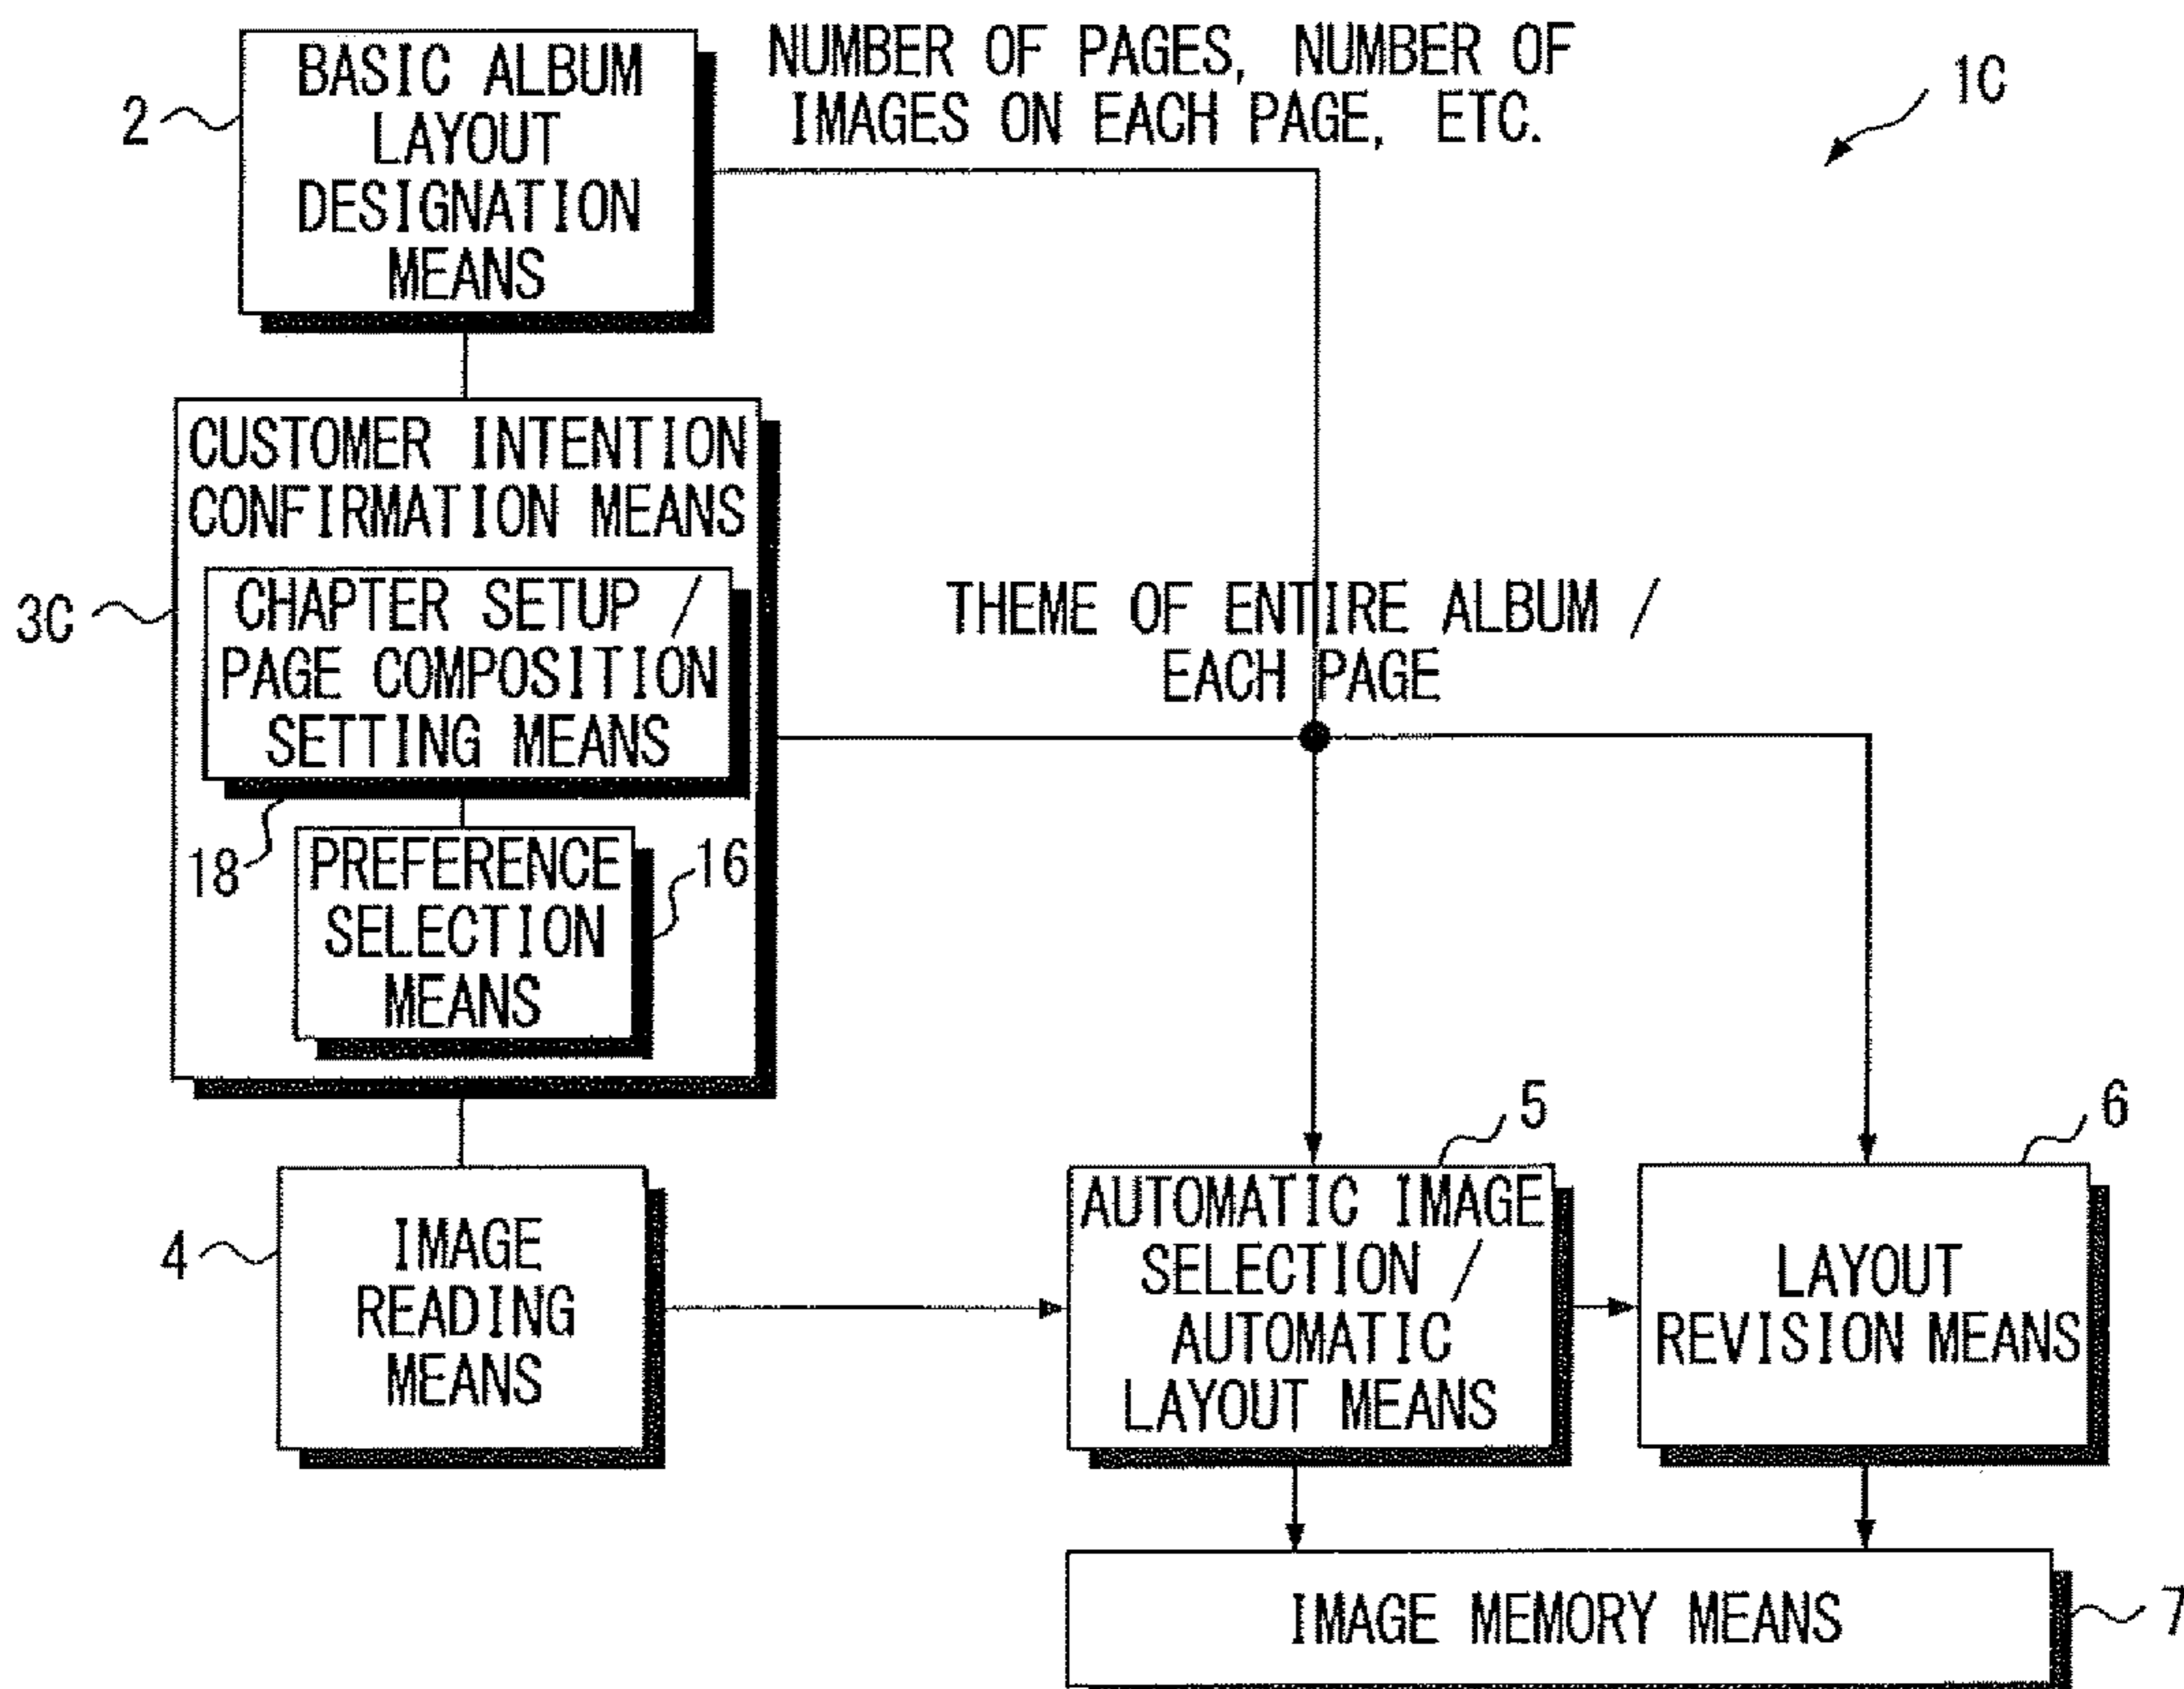 BASIC ALBUM
LAYOUT
DESIGNATION
MEANS
2
NUMBER OF PAGES, NUMBER OF
IMAGES ON EACH PAGE, ETC.
1C
CUSTOMER INTENTION
CONFIRMATION MEANS
3C
CHAPTER SETUP /
PAGE COMPOSITION
SETTING MEANS
18
PREFERENCE
SELECTION
MEANS
16
THEME OF ENTIRE ALBUM /
EACH PAGE
4
IMAGE
READING
MEANS
5
AUTOMATIC IMAGE
SELECTION /
AUTOMATIC
LAYOUT MEANS
6
LAYOUT
REVISION MEANS
IMAGE MEMORY MEANS
7